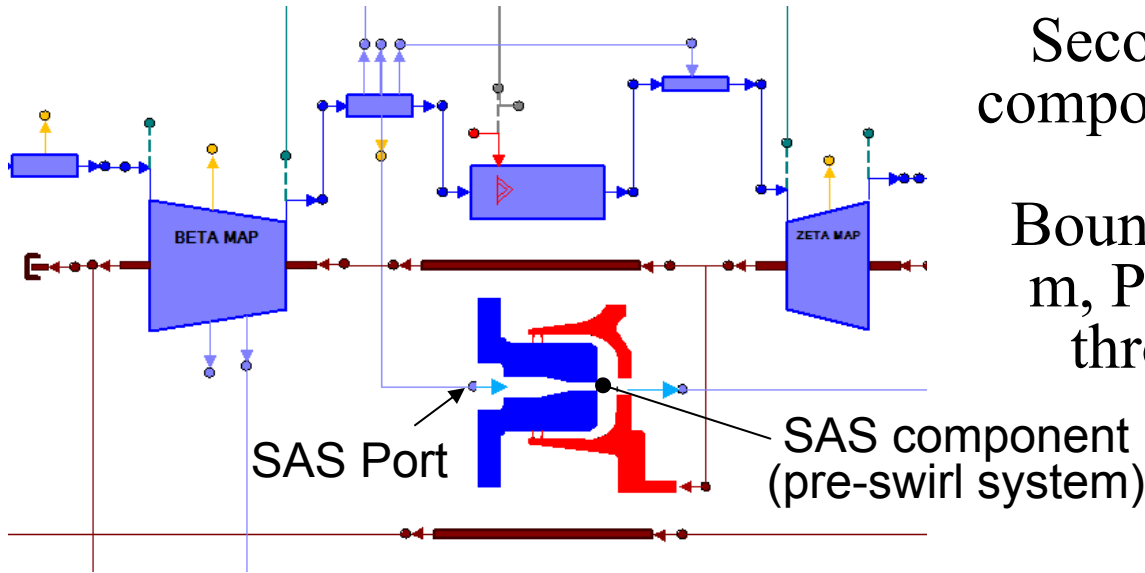 BETA MAP
ZETA MAP
SAS Port
SAS component
(pre-swirl system)
m, P